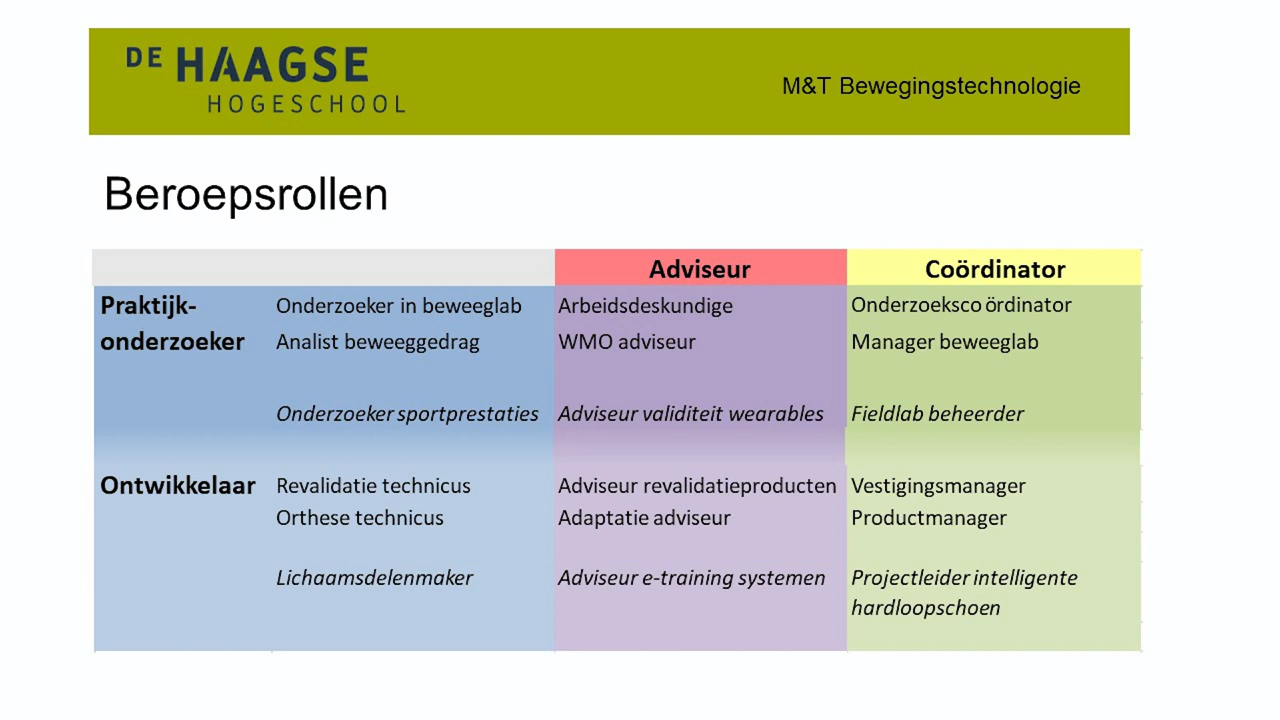 DE HAAGSE
HOGESCHOOL
M&T Bewegingstechnologie
Beroepsrollen
Adviseur Coördinator
Praktijk- Onderzoeker in beweeglab Arbeidsdeskundige Onderzoeksco ördinator
onderzoeker Analist beweeggedrag WMO adviseur Manager beweeglab
Onderzoeker sportprestaties Adviseur validiteit wearables Fieldlab beheerder
Ontwikkelaar Revalidatie technicus Adviseur revalidatieproducten Vestigingsmanager
Orthese technicus Adaptatie adviseur Productmanager
Lichaamsdelenmaker Adviseur e-training systemen Projectleider intelligente
hardloopschoen